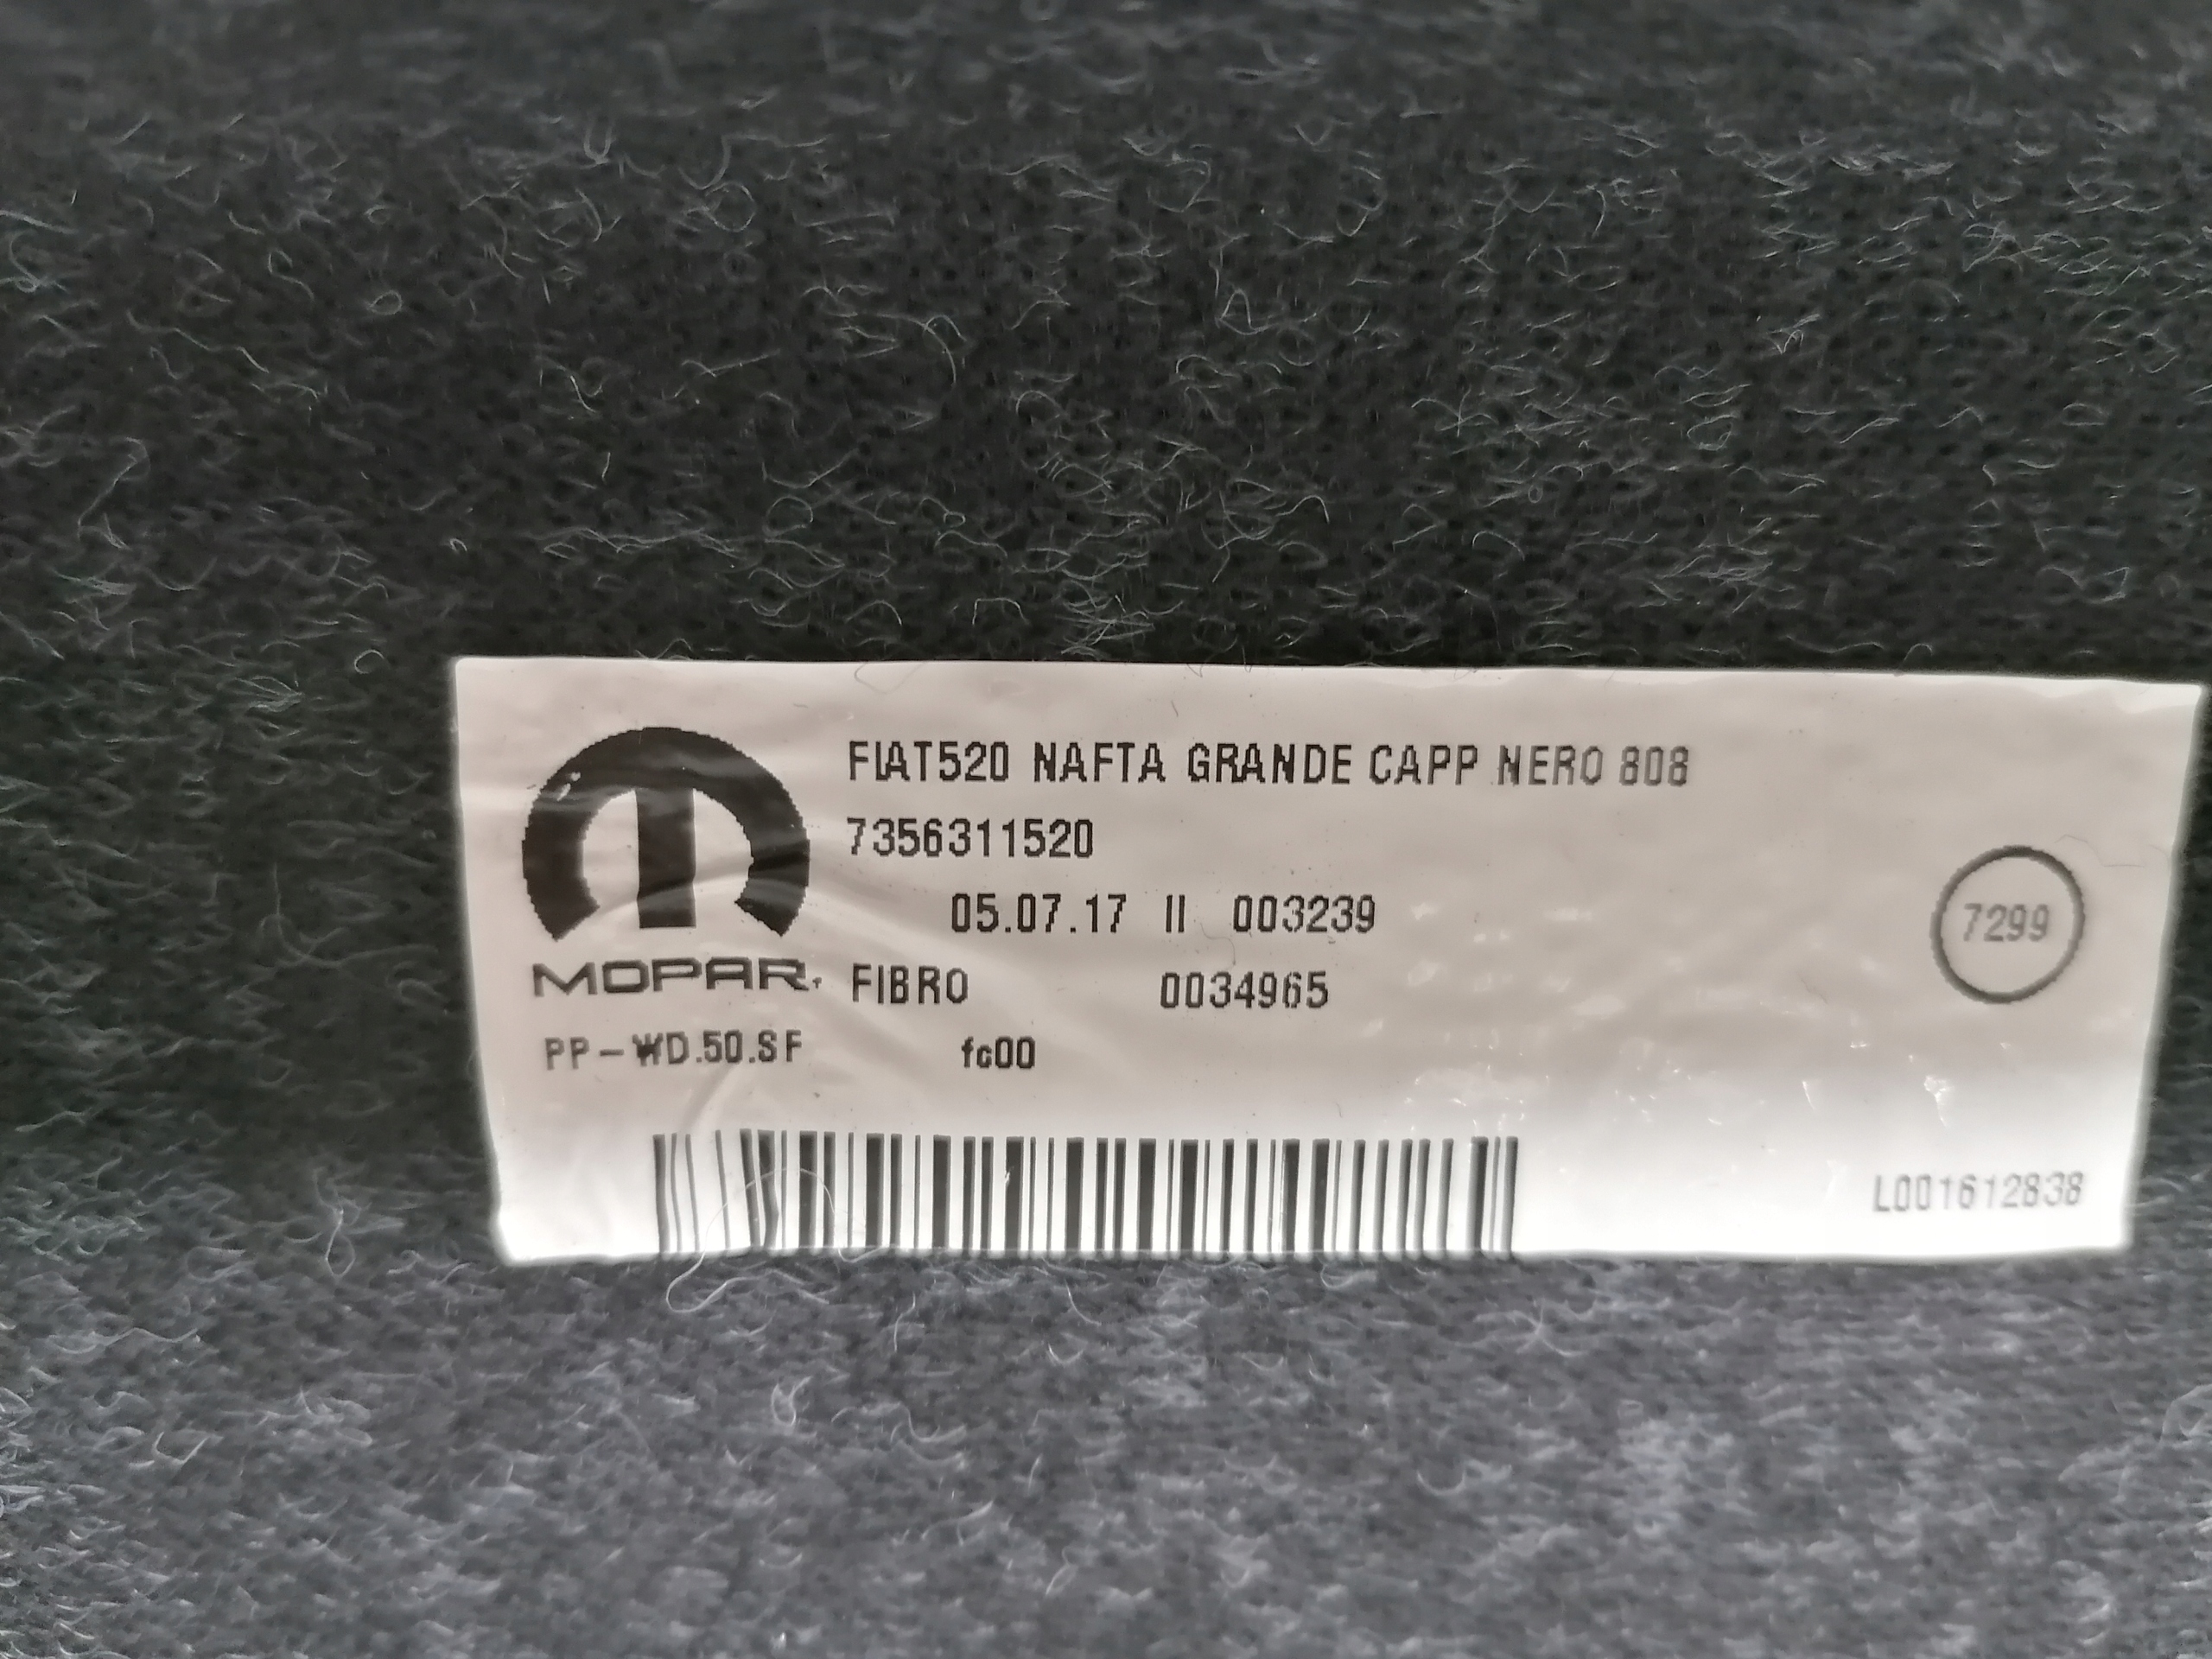 FIAT520 NAFTA GRANDE CAPP NERO 808
7356311520
05.07.17 II 003239
7299
MOPAR. FIBRO 0034965
PP-WD.50.SF fc00
L001612838